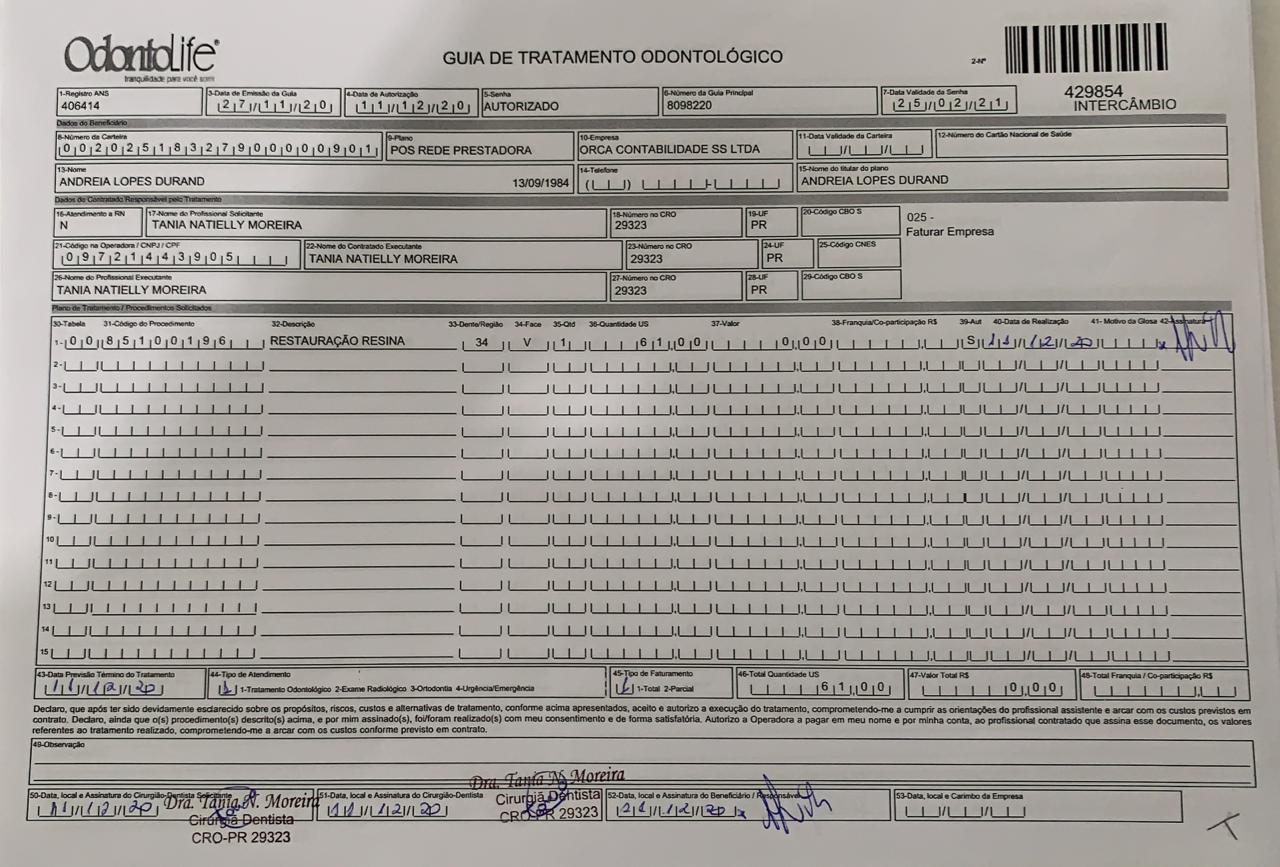 OdontoLife®
tranquilidade para você sorrir
GUIA DE TRATAMENTO ODONTOLÓGICO
2-Nº
429854
INTERCÂMBIO
1-Registro ANS
406414
3-Data de Emissão da Guia
27/11/20
4-Data de Autorização
11/12/20
5-Senha
AUTORIZADO
6-Número da Guia Principal
8098220
7-Data Validade da Senha
25/02/21
Dados do Beneficiário
8-Número da Carteira
00202518327900000901
9-Plano
POS REDE PRESTADORA
10-Empresa
ORCA CONTABILIDADE SS LTDA
11-Data Validade da Carteira
12-Número do Cartão Nacional de Saúde
13-Nome
ANDREIA LOPES DURAND 13/09/1984
14-Telefone
15-Nome do titular do plano
ANDREIA LOPES DURAND
Dados do Contratado Responsável pelo Tratamento
16-Atendimento a RN
N
17-Nome do Profissional Solicitante
TANIA NATIELLY MOREIRA
18-Número no CRO
29323
19-UF
PR
20-Código CBO S
025 -
Faturar Empresa
21-Código na Operadora / CNPJ / CPF
09721443905
22-Nome do Contratado Executante
TANIA NATIELLY MOREIRA
23-Número no CRO
29323
24-UF
PR
25-Código CNES
26-Nome do Profissional Executante
TANIA NATIELLY MOREIRA
27-Número no CRO
29323
28-UF
PR
29-Código CBO S
Plano de Tratamento / Procedimentos Solicitados
30-Tabela 31-Código do Procedimento 32-Descrição 33-Dente/Região 34-Face 35-Qtd 36-Quantidade US 37-Valor 38-Franquia/Co-participação R$ 39-Aut 40-Data de Realização 41- Motivo da Glosa 42-Assinatura
1- 00 85100196 RESTAURAÇÃO RESINA 34 V 1 61,00 0,00 S 11/12/20
2-
3-
4-
5-
6-
7-
8-
9-
10
11
12
13
14
15
43-Data Previsão Término do Tratamento
11/12/20
44-Tipo de Atendimento
1 1-Tratamento Odontológico 2-Exame Radiológico 3-Ortodontia 4-Urgência/Emergência
45-Tipo de Faturamento
1 1-Total 2-Parcial
46-Total Quantidade US
61,00
47-Valor Total R$
0,00
48-Total Franquia / Co-participação R$
Declaro, que após ter sido devidamente esclarecido sobre os propósitos, riscos, custos e alternativas de tratamento, conforme acima apresentados, aceito e autorizo a execução do tratamento, comprometendo-me a cumprir as orientações do profissional assistente e arcar com os custos previstos em
contrato. Declaro, ainda que o(s) procedimento(s) descrito(s) acima, e por mim assinado(s), foi/foram realizado(s) com meu consentimento e de forma satisfatória. Autorizo a Operadora a pagar em meu nome e por minha conta, ao profissional contratado que assina esse documento, os valores
referentes ao tratamento realizado, comprometendo-me a arcar com os custos conforme previsto em contrato.
49-Observação
50-Data, local e Assinatura do Cirurgião-Dentista Solicitante
11/12/20
Dra. Tania N. Moreira
Cirurgiã Dentista
CRO-PR 29323
51-Data, local e Assinatura do Cirurgião-Dentista
11/12/20
Dra. Tania N. Moreira
Cirurgiã Dentista
CRO-PR 29323
52-Data, local e Assinatura do Beneficiário / Responsável
11/12/20
53-Data, local e Carimbo da Empresa